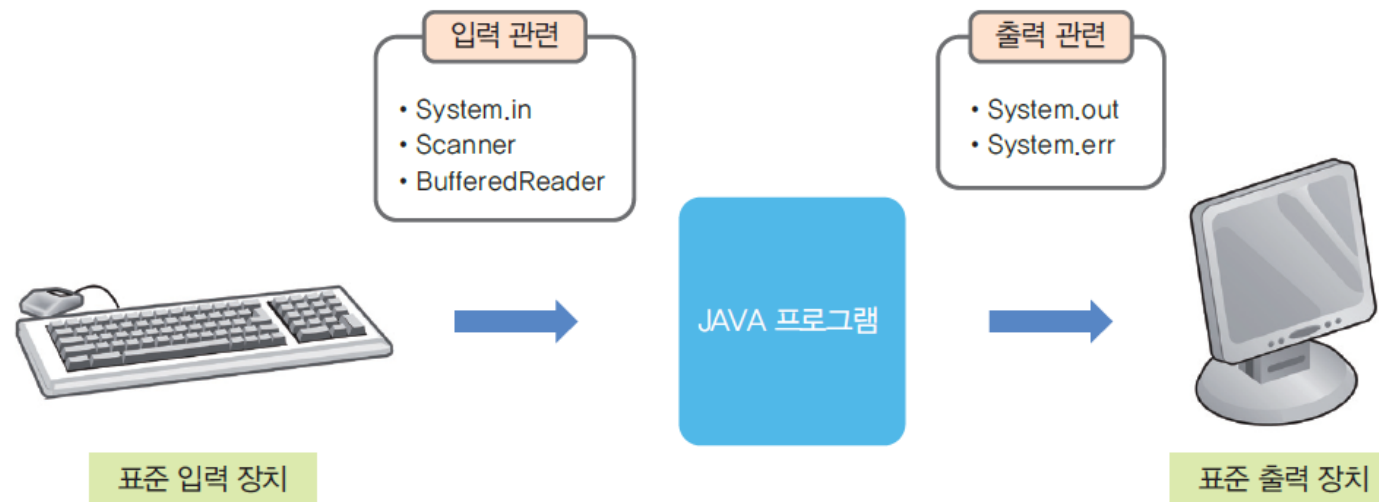 입력 관련
• System.in
• Scanner
• BufferedReader
출력 관련
• System.out
• System.err
JAVA 프로그램
표준 입력 장치
표준 출력 장치